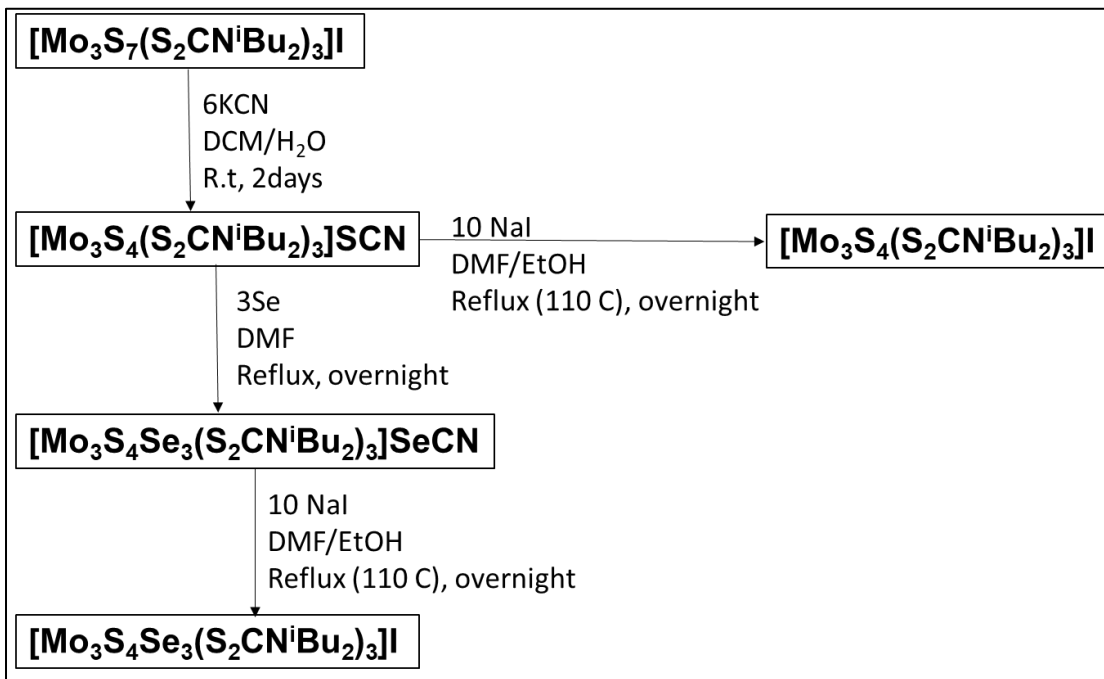 [Mo₃S₇(S₂CNⁱBu₂)₃]I
6KCN
DCM/H₂O
R.t, 2days
[Mo₃S₄(S₂CNⁱBu₂)₃]SCN
10 NaI
DMF/EtOH
Reflux (110 C), overnight
[Mo₃S₄(S₂CNⁱBu₂)₃]I
3Se
DMF
Reflux, overnight
[Mo₃S₄Se₃(S₂CNⁱBu₂)₃]SeCN
10 NaI
DMF/EtOH
Reflux (110 C), overnight
[Mo₃S₄Se₃(S₂CNⁱBu₂)₃]I